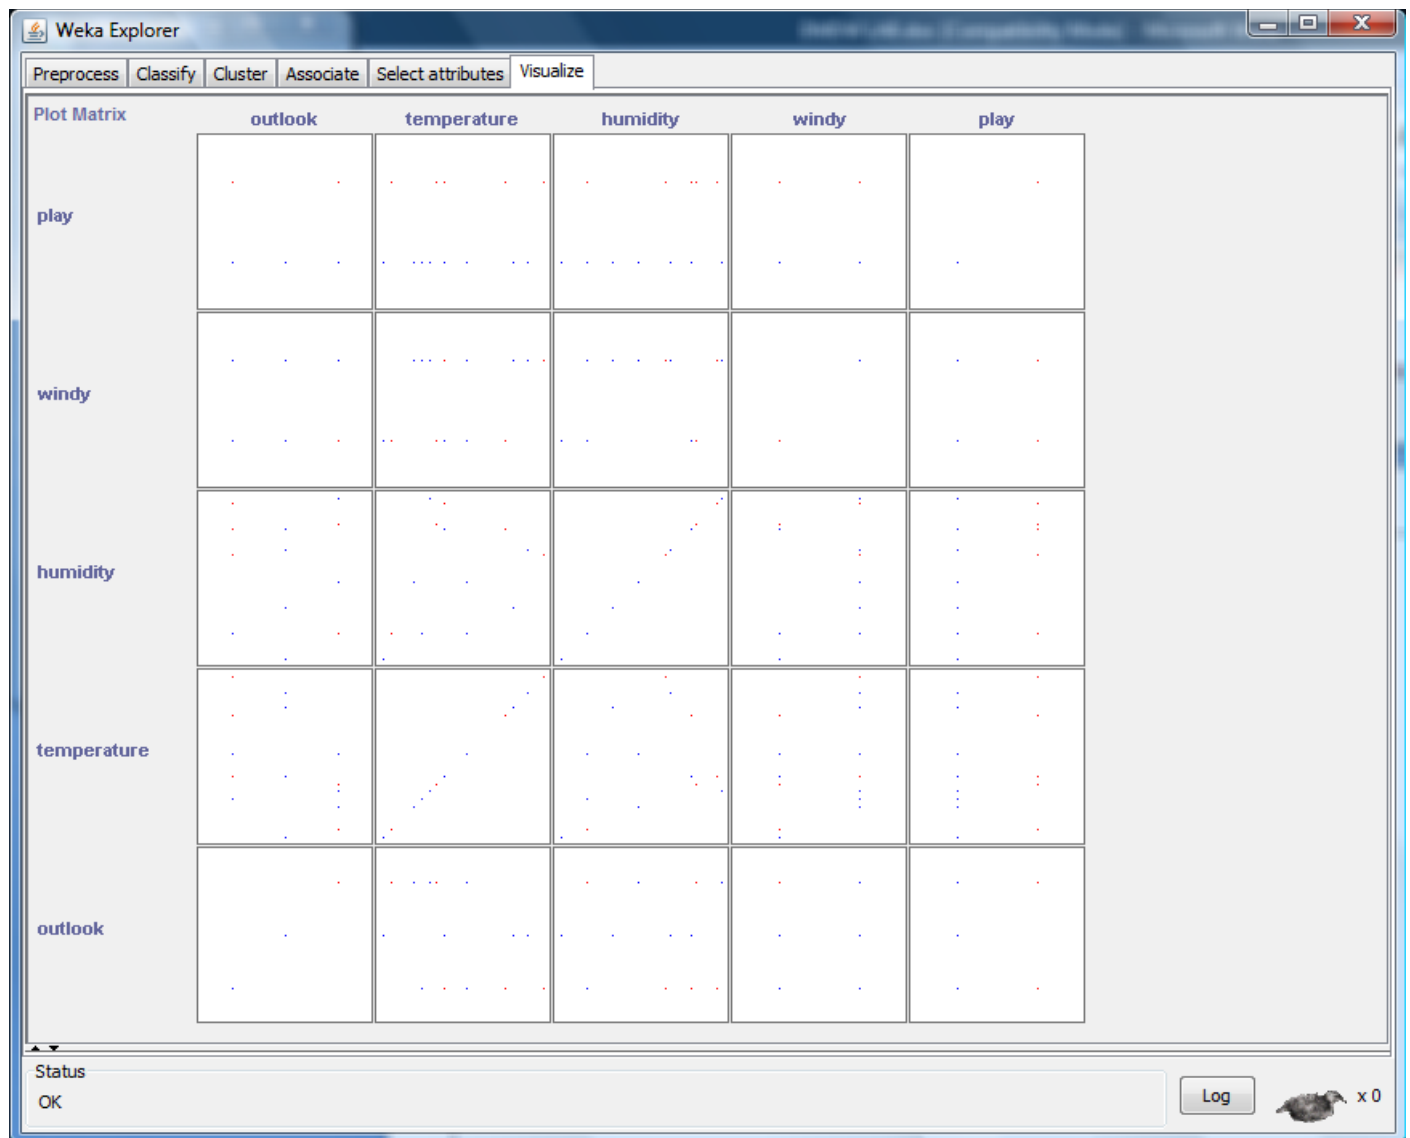 Weka Explorer
Preprocess Classify Cluster Associate Select attributes Visualize
Plot Matrix
outlook temperature humidity windy play
play
windy
humidity
temperature
outlook
Status
OK
Log
x 0